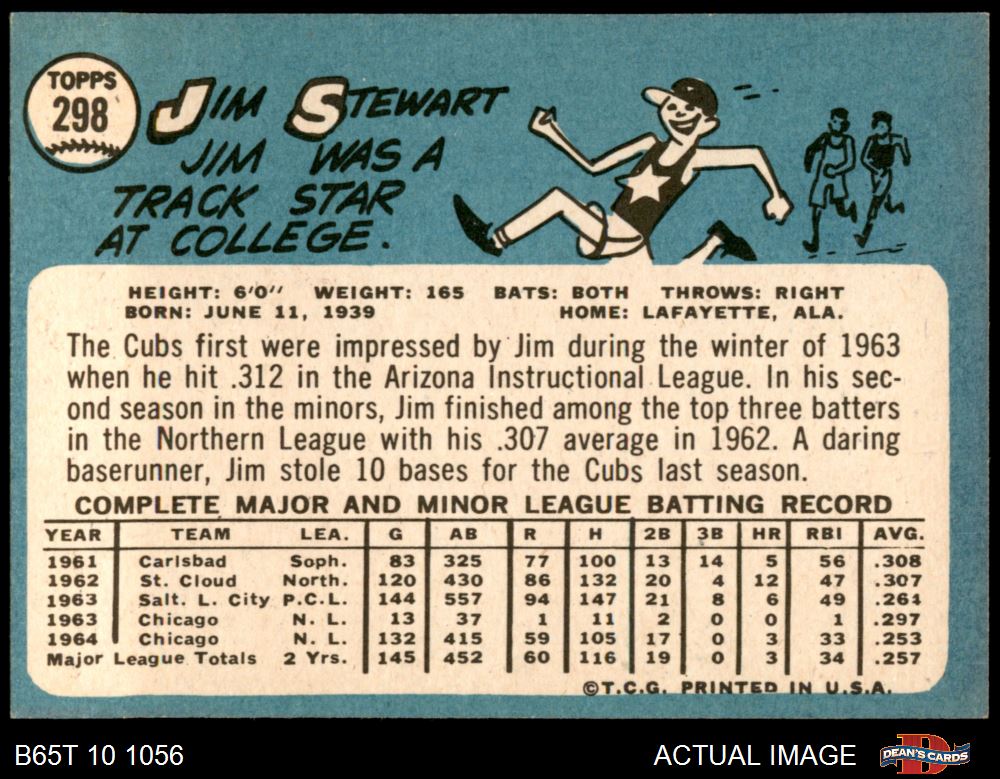 TOPPS
298
JIM STEWART
JIM WAS A
TRACK STAR
AT COLLEGE.
HEIGHT: 6'0" WEIGHT: 165 BATS: BOTH THROWS: RIGHT
BORN: JUNE 11, 1939 HOME: LAFAYETTE, ALA.
The Cubs first were impressed by Jim during the winter of 1963
when he hit .312 in the Arizona Instructional League. In his sec-
ond season in the minors, Jim finished among the top three batters
in the Northern League with his .307 average in 1962. A daring
baserunner, Jim stole 10 bases for the Cubs last season.
COMPLETE MAJOR AND MINOR LEAGUE BATTING RECORD
YEAR TEAM LEA. G AB R H 2B 3B HR RBI AVG.
1961 Carlsbad Soph. 83 325 77 100 13 14 5 56 .308
1962 St. Cloud North. 120 430 86 132 20 4 12 47 .307
1963 Salt. L. City P.C.L. 144 557 94 147 21 8 6 49 .264
1963 Chicago N. L. 13 37 1 11 2 0 0 1 .297
1964 Chicago N. L. 132 415 59 105 17 0 3 33 .253
Major League Totals 2 Yrs. 145 452 60 116 19 0 3 34 .257
©T.C.G. PRINTED IN U.S.A.
B65T 10 1056 ACTUAL IMAGE DEAN'S CARDS